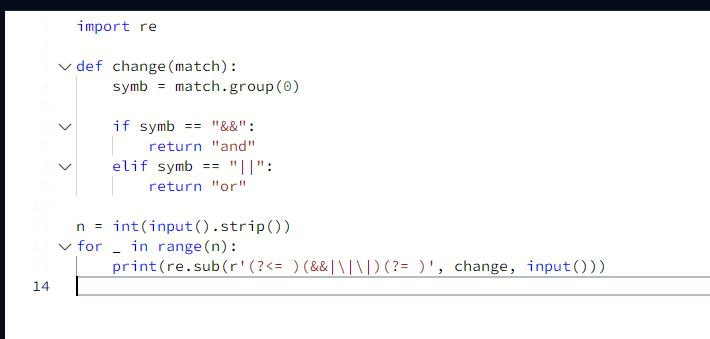 1 import re
2
3 def change(match):
4 symb = match.group(0)
5
6 if symb == "&&":
7 return "and"
8 elif symb == "||":
9 return "or"
10
11 n = int(input().strip())
12 for _ in range(n):
13 print(re.sub(r'(?<= )(&&|\|\|)(?= )', change, input()))
14